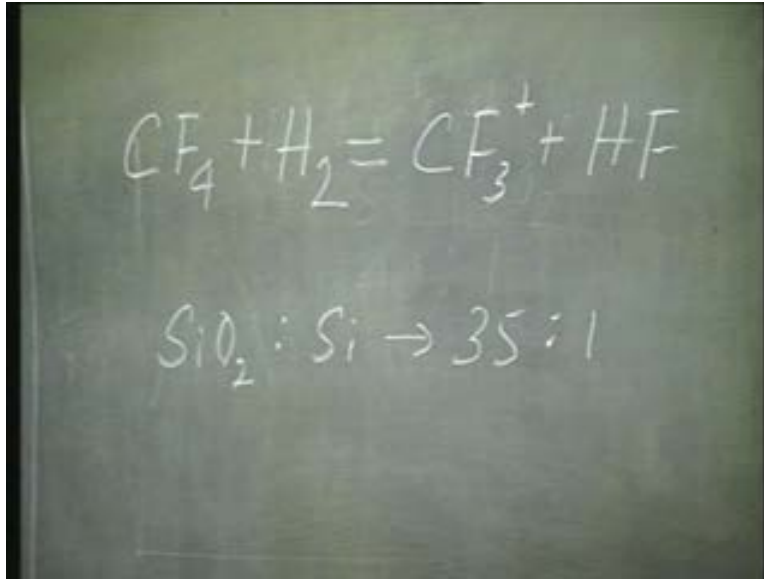 CF₄ + H₂ = CF₃⁺ + HF
SiO₂ : Si → 35 : 1